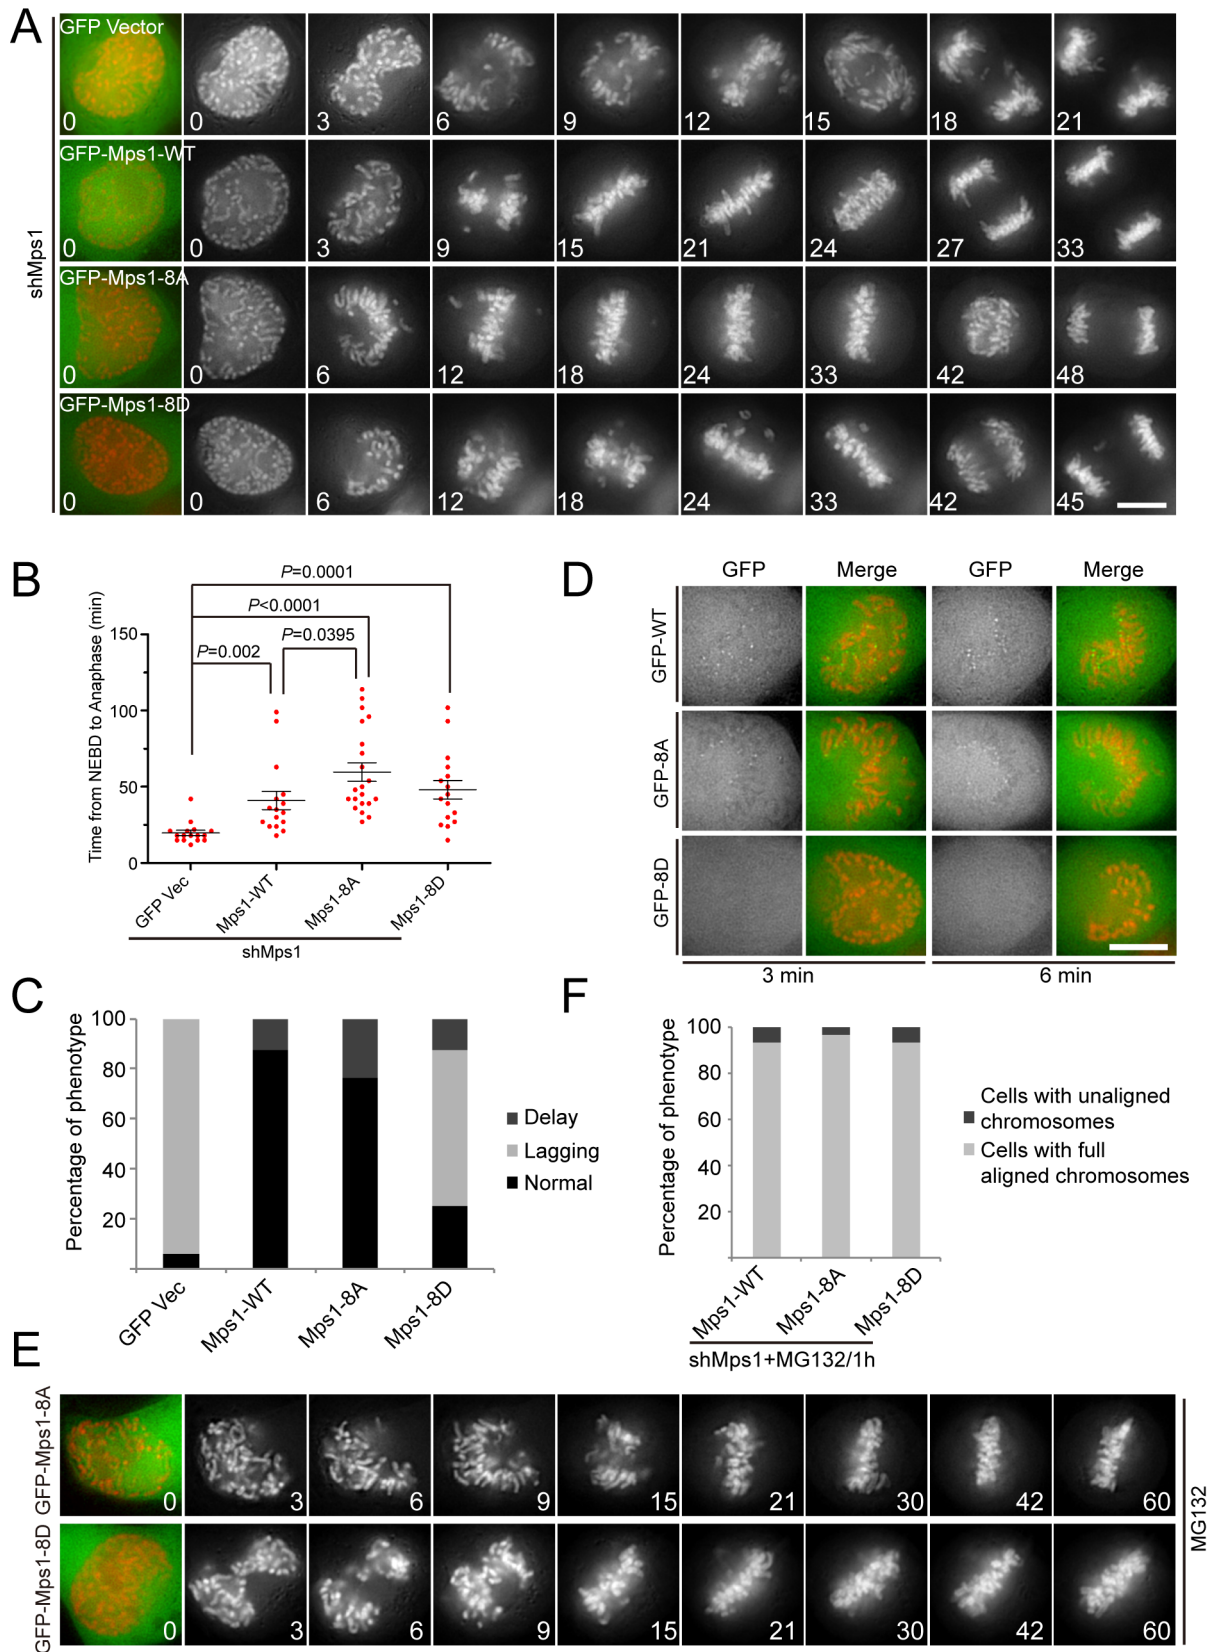 A
shMps1
GFP Vector
0 0 3 6 9 12 15 18 21
GFP-Mps1-WT
0 0 3 9 15 21 24 27 33
GFP-Mps1-8A
0 0 6 12 18 24 33 42 48
GFP-Mps1-8D
0 0 6 12 18 24 33 42 45
B
P=0.0001
P<0.0001
P=0.0395
P=0.002
Time from NEBD to Anaphase (min)
150
100
50
0
GFP Vec
Mps1-WT
Mps1-8A
Mps1-8D
shMps1
D
GFP Merge GFP Merge
GFP-WT
GFP-8A
GFP-8D
3 min 6 min
C
Percentage of phenotype
100
80
60
40
20
Delay
Lagging
Normal
GFP Vec
Mps1-WT
Mps1-8A
Mps1-8D
F
Percentage of phenotype
100
80
60
40
20
Cells with unaligned
chromosomes
Cells with full
aligned chromosomes
Mps1-WT
Mps1-8A
Mps1-8D
shMps1+MG132/1h
E
GFP-Mps1-8A
0 3 6 9 15 21 30 42 60
GFP-Mps1-8D
0 3 6 9 15 21 30 42 60
MG132